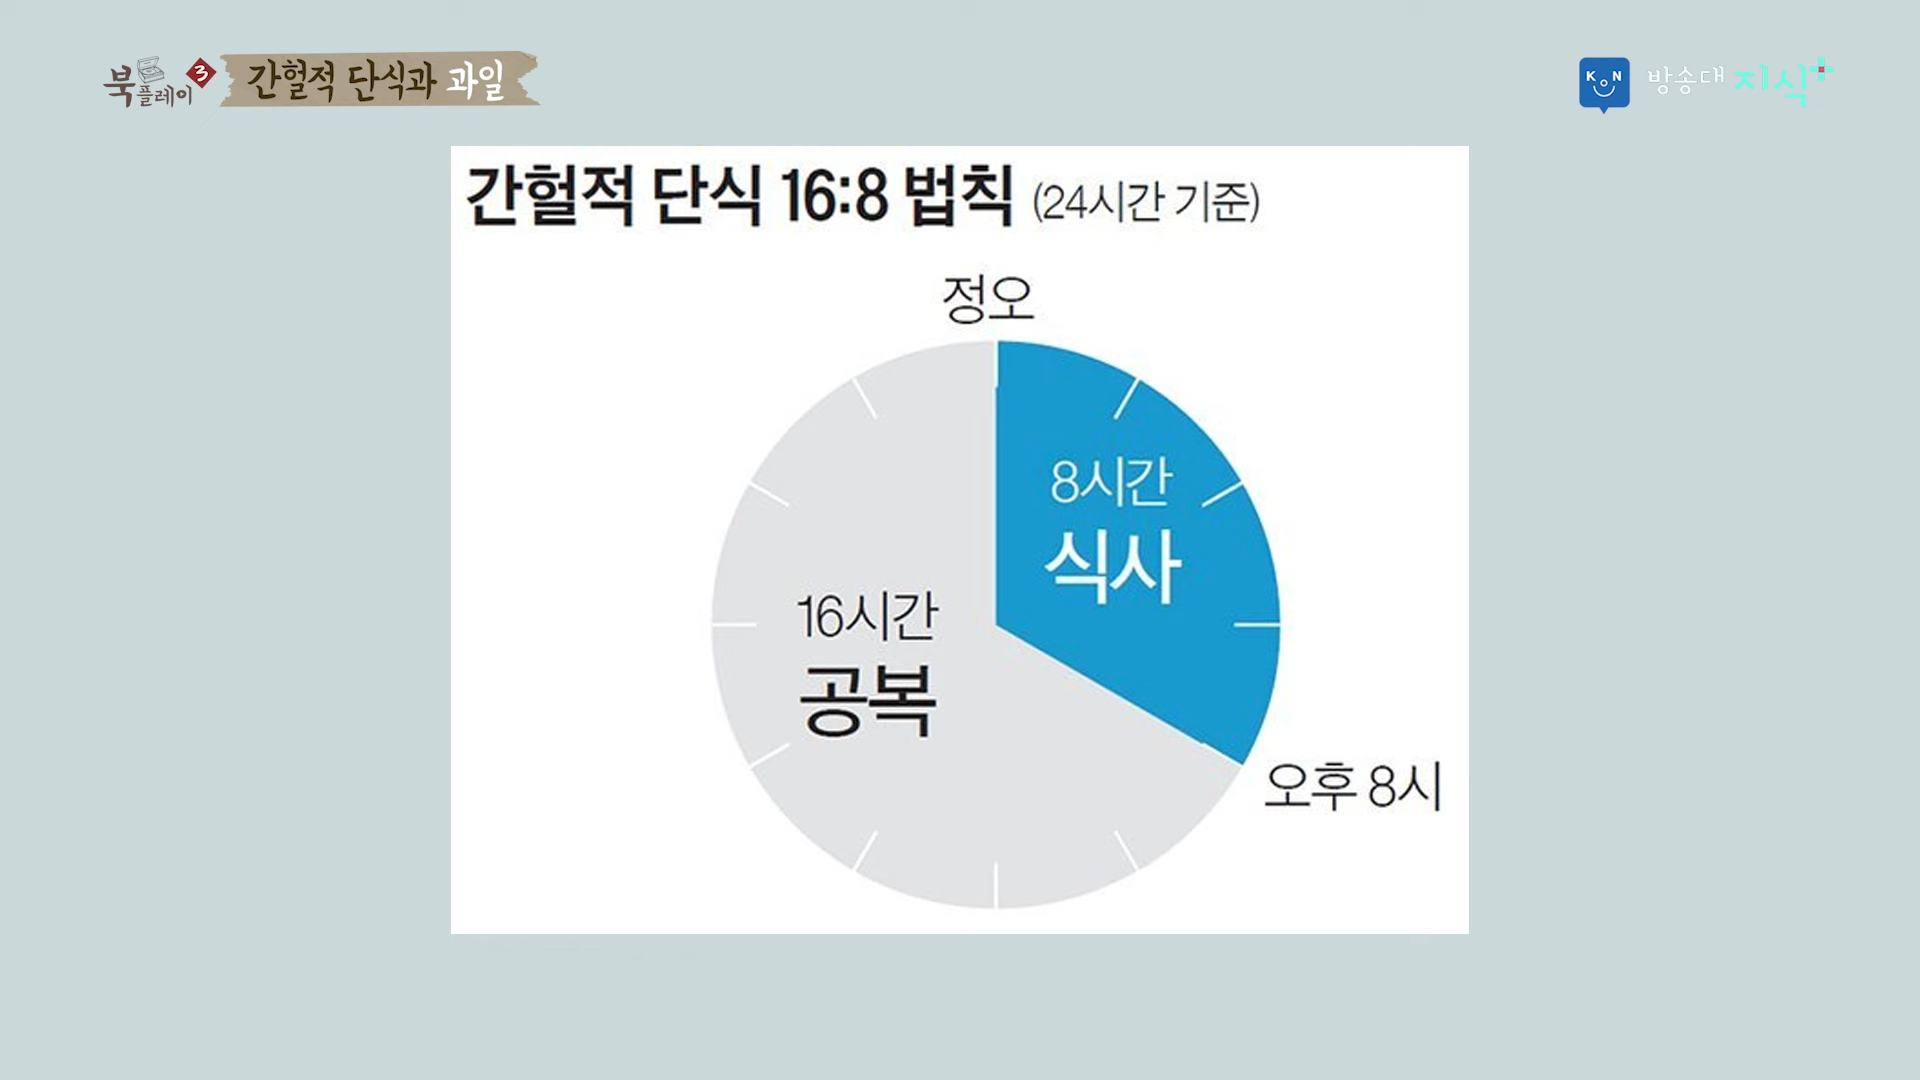 북플레이 3 간헐적 단식과 과일
KON 방송대 지식+
간헐적 단식 16:8 법칙 (24시간 기준)
정오
8시간
식사
16시간
공복
오후 8시